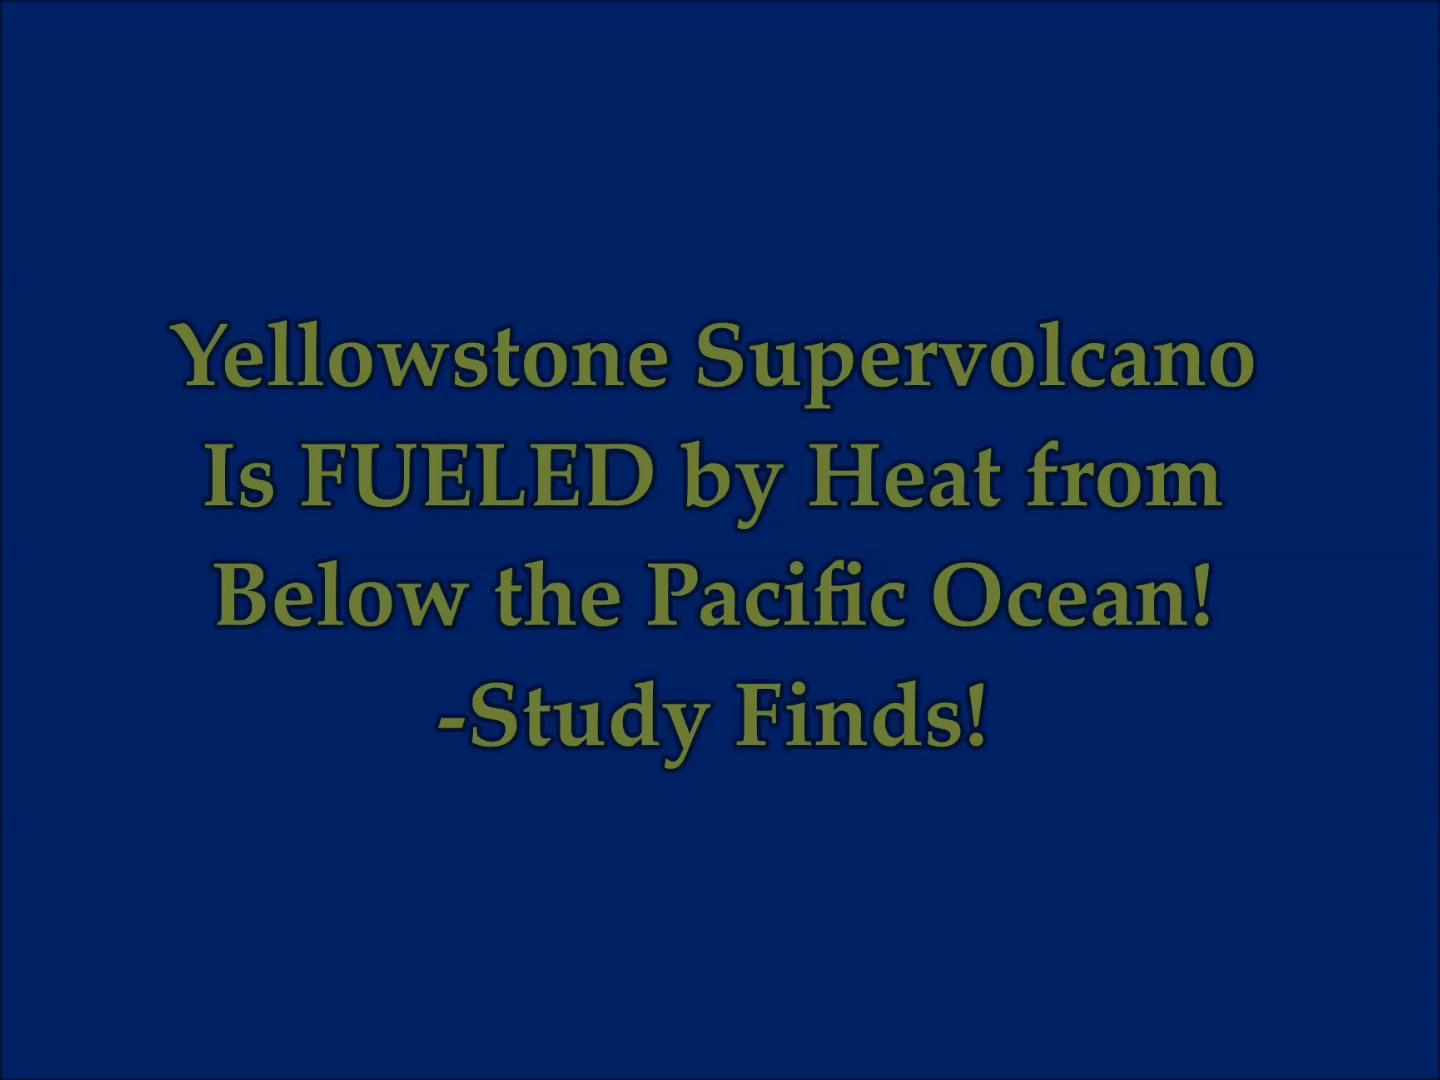 Yellowstone Supervolcano
Is FUELED by Heat from
Below the Pacific Ocean!
-Study Finds!